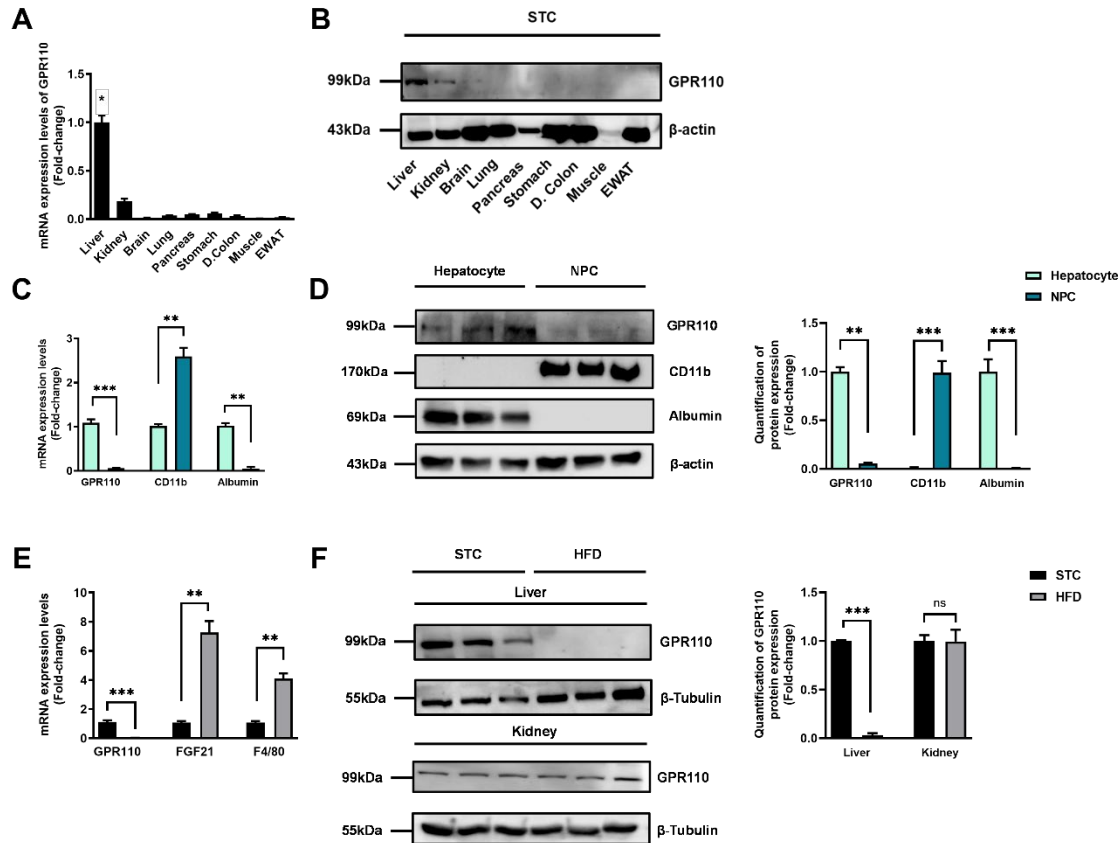 A
mRNA expression levels of GPR110
(Fold-change)
1.5
1.0
0.5
0.0
*
Liver
Kidney
Brain
Lung
Pancreas
Stomach
D.Colon
Muscle
EWAT
B
STC
99kDa
GPR110
43kDa
β-actin
Liver
Kidney
Brain
Lung
Pancreas
Stomach
D. Colon
Muscle
EWAT
C
mRNA expression levels
(Fold-change)
3
2
1
0
***
**
**
GPR110
CD11b
Albumin
D
Hepatocyte
NPC
99kDa
GPR110
170kDa
CD11b
69kDa
Albumin
43kDa
β-actin
Quantification of
protein expression
(Fold-change)
1.5
1.0
0.5
0.0
**
***
***
GPR110
CD11b
Albumin
Hepatocyte
NPC
E
mRNA expression levels
(Fold-change)
10
8
6
4
2
0
***
**
**
GPR110
FGF21
F4/80
F
STC
HFD
Liver
99kDa
GPR110
55kDa
β-Tubulin
Kidney
99kDa
GPR110
55kDa
β-Tubulin
Quantification of GPR110
protein expression
(Fold-change)
1.5
1.0
0.5
0.0
***
ns
Liver
Kidney
STC
HFD